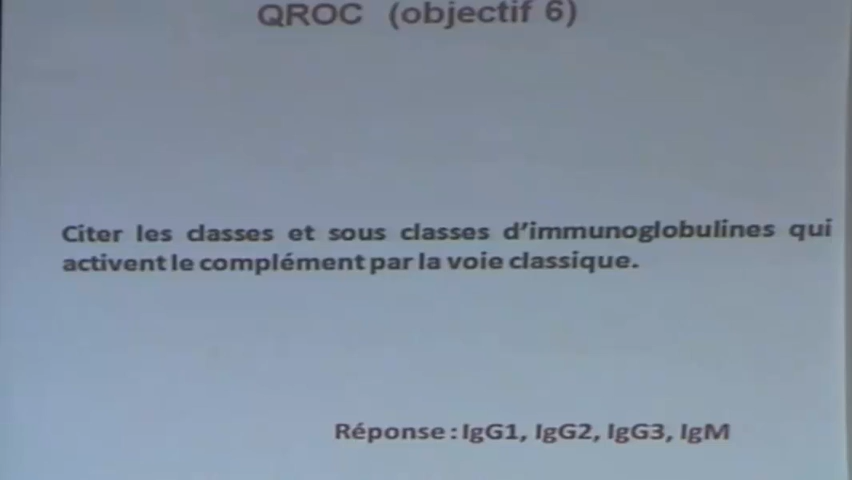 QROC (objectif 6)
Citer les classes et sous classes d'immunoglobulines qui
activent le complément par la voie classique.
Réponse : IgG1, IgG2, IgG3, IgM